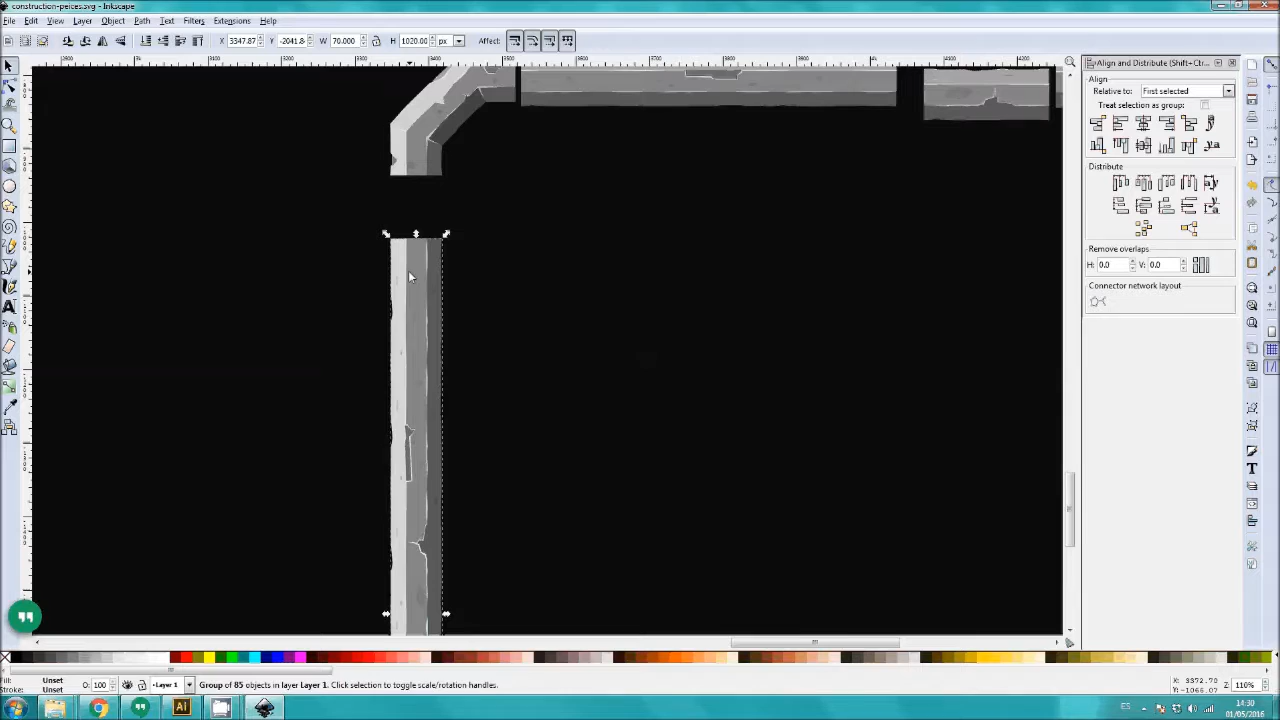 construction-peices.svg - Inkscape
File Edit View Layer Object Path Text Filters Extensions Help
X 3347.87 Y -2041.8 W 70.000 H 1020.00 px Affect:
Align and Distribute (Shift+Ctr...
Align
Relative to: First selected
Treat selection as group:
Distribute
Remove overlaps
H: 0.0 V: 0.0
Connector network layout
Fill: Unset
Stroke: Unset
O: 100
Layer 1
Group of 85 objects in layer Layer 1. Click selection to toggle scale/rotation handles.
X: 3372.70
Y: -1066.07
Z: 110%
ES
14:30
01/05/2016